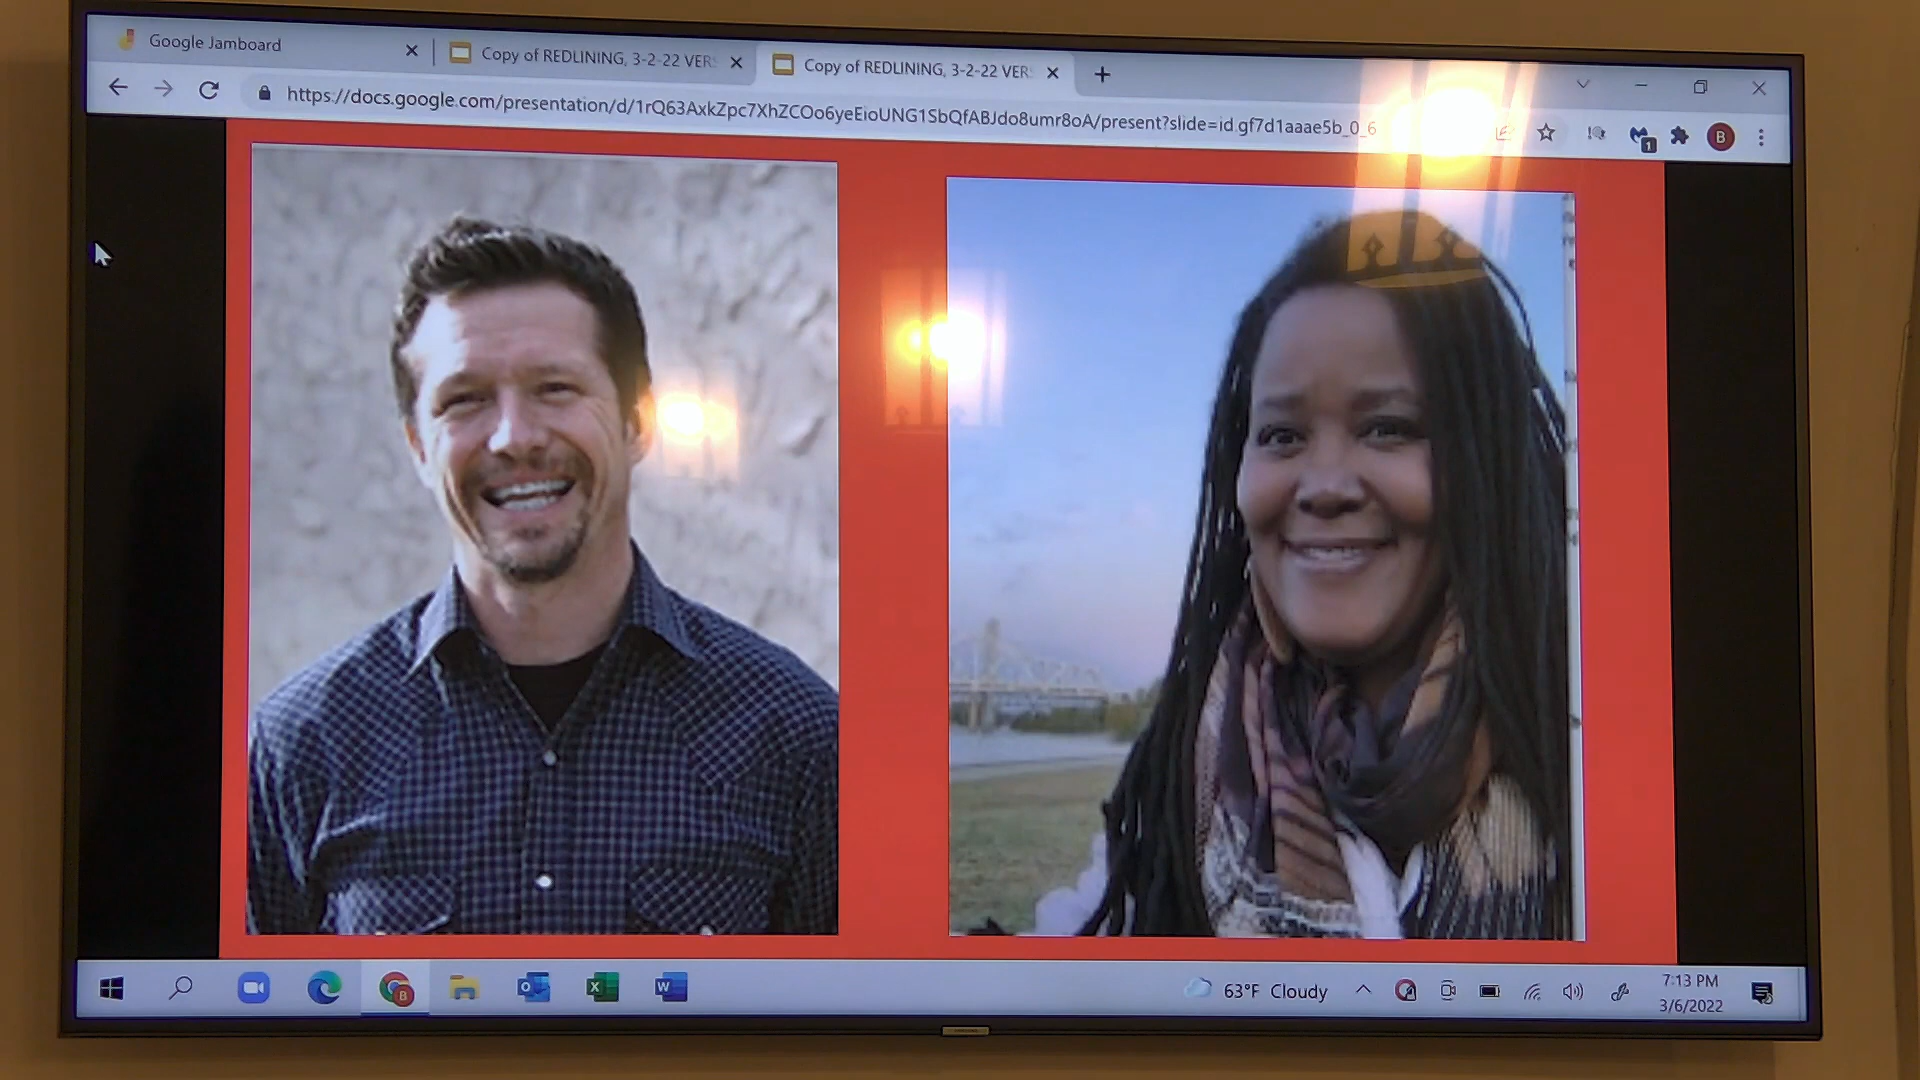 Google Jamboard
Copy of REDLINING, 3-2-22 VER
Copy of REDLINING, 3-2-22 VER
https://docs.google.com/presentation/d/1rQ63AxkZpc7XhZCOo6yeEioUNG1SbQfABJdo8umr8oA/present?slide=id.gf7d1aaae5b_0_6
1
B
B
63°F Cloudy
7:13 PM
3/6/2022